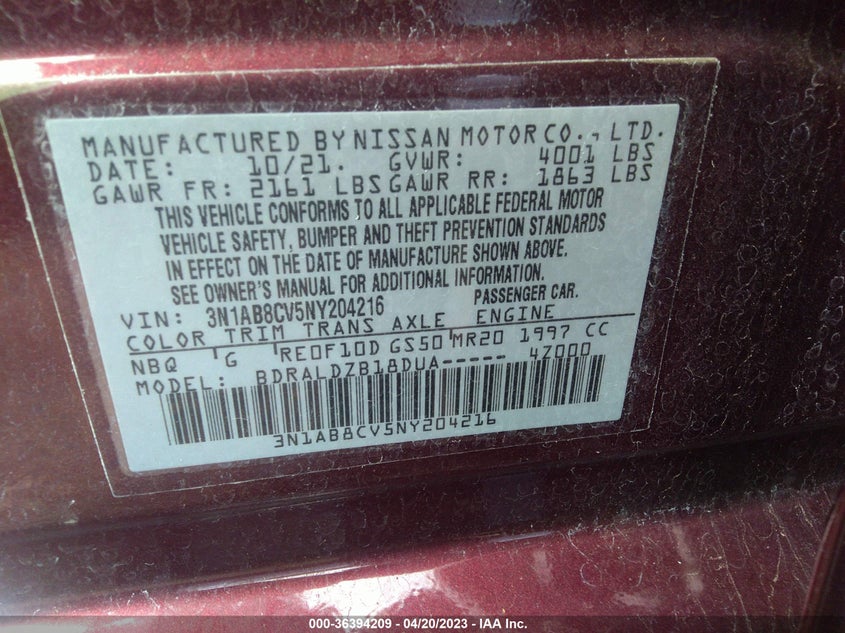 MANUFACTURED BY NISSAN MOTOR CO., LTD.
DATE: 10/21. GVWR: 4001 LBS
GAWR FR: 2161 LBS GAWR RR: 1863 LBS
THIS VEHICLE CONFORMS TO ALL APPLICABLE FEDERAL MOTOR
VEHICLE SAFETY, BUMPER AND THEFT PREVENTION STANDARDS
IN EFFECT ON THE DATE OF MANUFACTURE SHOWN ABOVE.
SEE OWNER'S MANUAL FOR ADDITIONAL INFORMATION.
VIN: 3N1AB8CV5NY204216 PASSENGER CAR.
COLOR TRIM TRANS AXLE ENGINE
NBQ G RE0F10D GS50 MR20 1997 CC
MODEL: BDRALDZB18DUA----- 4Z000
3N1AB8CV5NY204216
000-36394209 - 04/20/2023 - IAA Inc.